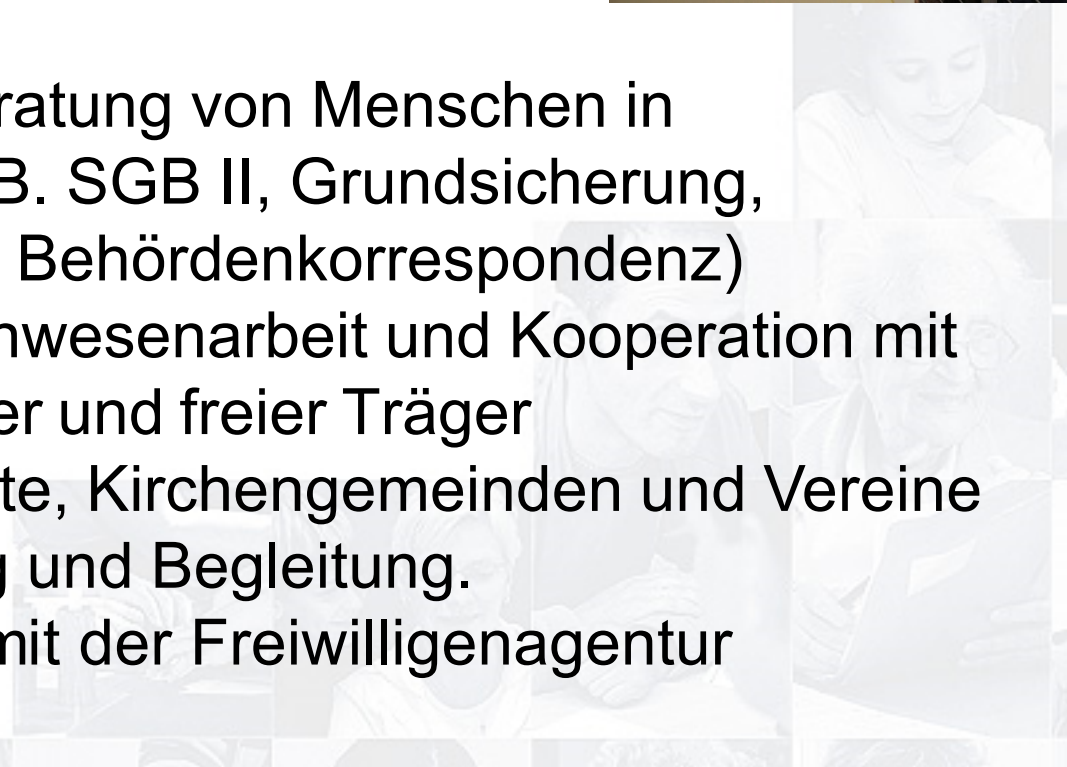 ratung von Menschen in
B. SGB II, Grundsicherung,
Behördenkorrespondenz)
nwesenarbeit und Kooperation mit
er und freier Träger
te, Kirchengemeinden und Vereine
g und Begleitung.
mit der Freiwilligenagentur